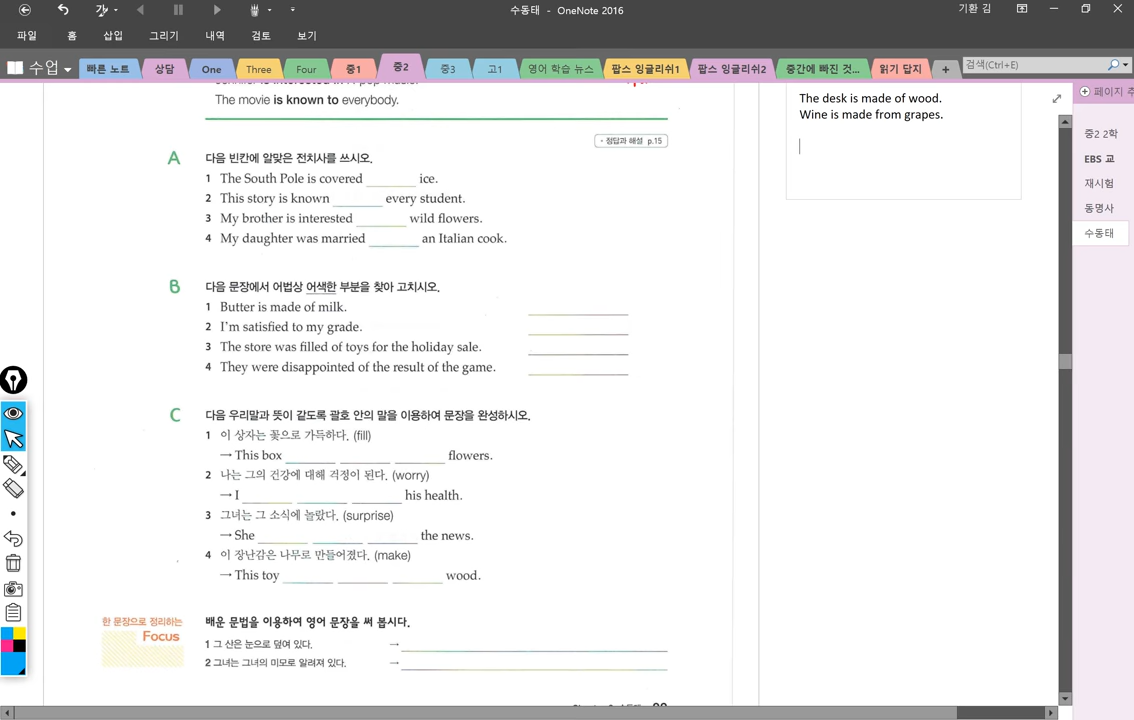 수동태 - OneNote 2016
기환 김
파일 홈 삽입 그리기 내역 검토 보기
수업 빠른 노트 상담 One Three Four 중1 중2 중3 고1 영어 학습 뉴스 팝스 잉글리쉬1 팝스 잉글리쉬2 중간에 빠진 것... 읽기 답지 + 검색(Ctrl+E)
The movie is known to everybody.
• 정답과 해설 p.15
A 다음 빈칸에 알맞은 전치사를 쓰시오.
1 The South Pole is covered ______ ice.
2 This story is known ______ every student.
3 My brother is interested ______ wild flowers.
4 My daughter was married ______ an Italian cook.
B 다음 문장에서 어법상 어색한 부분을 찾아 고치시오.
1 Butter is made of milk.
2 I'm satisfied to my grade.
3 The store was filled of toys for the holiday sale.
4 They were disappointed of the result of the game.
C 다음 우리말과 뜻이 같도록 괄호 안의 말을 이용하여 문장을 완성하시오.
1 이 상자는 꽃으로 가득하다. (fill)
→ This box ______ ______ ______ flowers.
2 나는 그의 건강에 대해 걱정이 된다. (worry)
→ I ______ ______ ______ his health.
3 그녀는 그 소식에 놀랐다. (surprise)
→ She ______ ______ ______ the news.
4 이 장난감은 나무로 만들어졌다. (make)
→ This toy ______ ______ ______ wood.
한 문장으로 정리하는
Focus
배운 문법을 이용하여 영어 문장을 써 봅시다.
1 그 산은 눈으로 덮여 있다. →
2 그녀는 그녀의 미모로 알려져 있다. →
The desk is made of wood.
Wine is made from grapes.
페이지 추
중2 2학
EBS 교
재시험
동명사
수동태